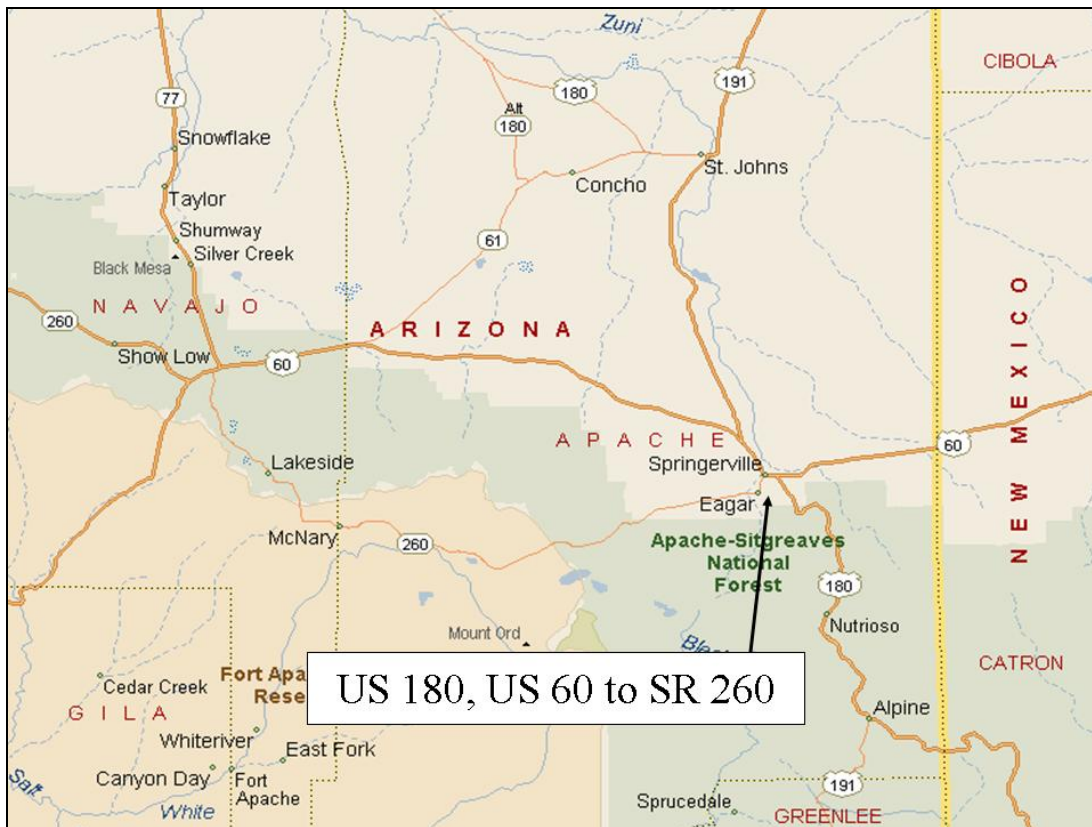 Zuni
CIBOLA
191
180
Alt
180
77
Snowflake
St. Johns
Concho
Taylor
Shumway
Silver Creek
61
Black Mesa
NAVAJO
NEW MEXICO
260
ARIZONA
Show Low
60
APACHE
60
Springerville
Lakeside
Eagar
McNary
260
Apache-Sitgreaves
National
Forest
180
Nutrioso
Mount Ord
CATRON
Fort Apa
Rese
Cedar Creek
US 180, US 60 to SR 260
GILA
Alpine
Whiteriver
East Fork
Canyon Day
Fort
Apache
Salt
White
191
Sprucedale
GREENLEE